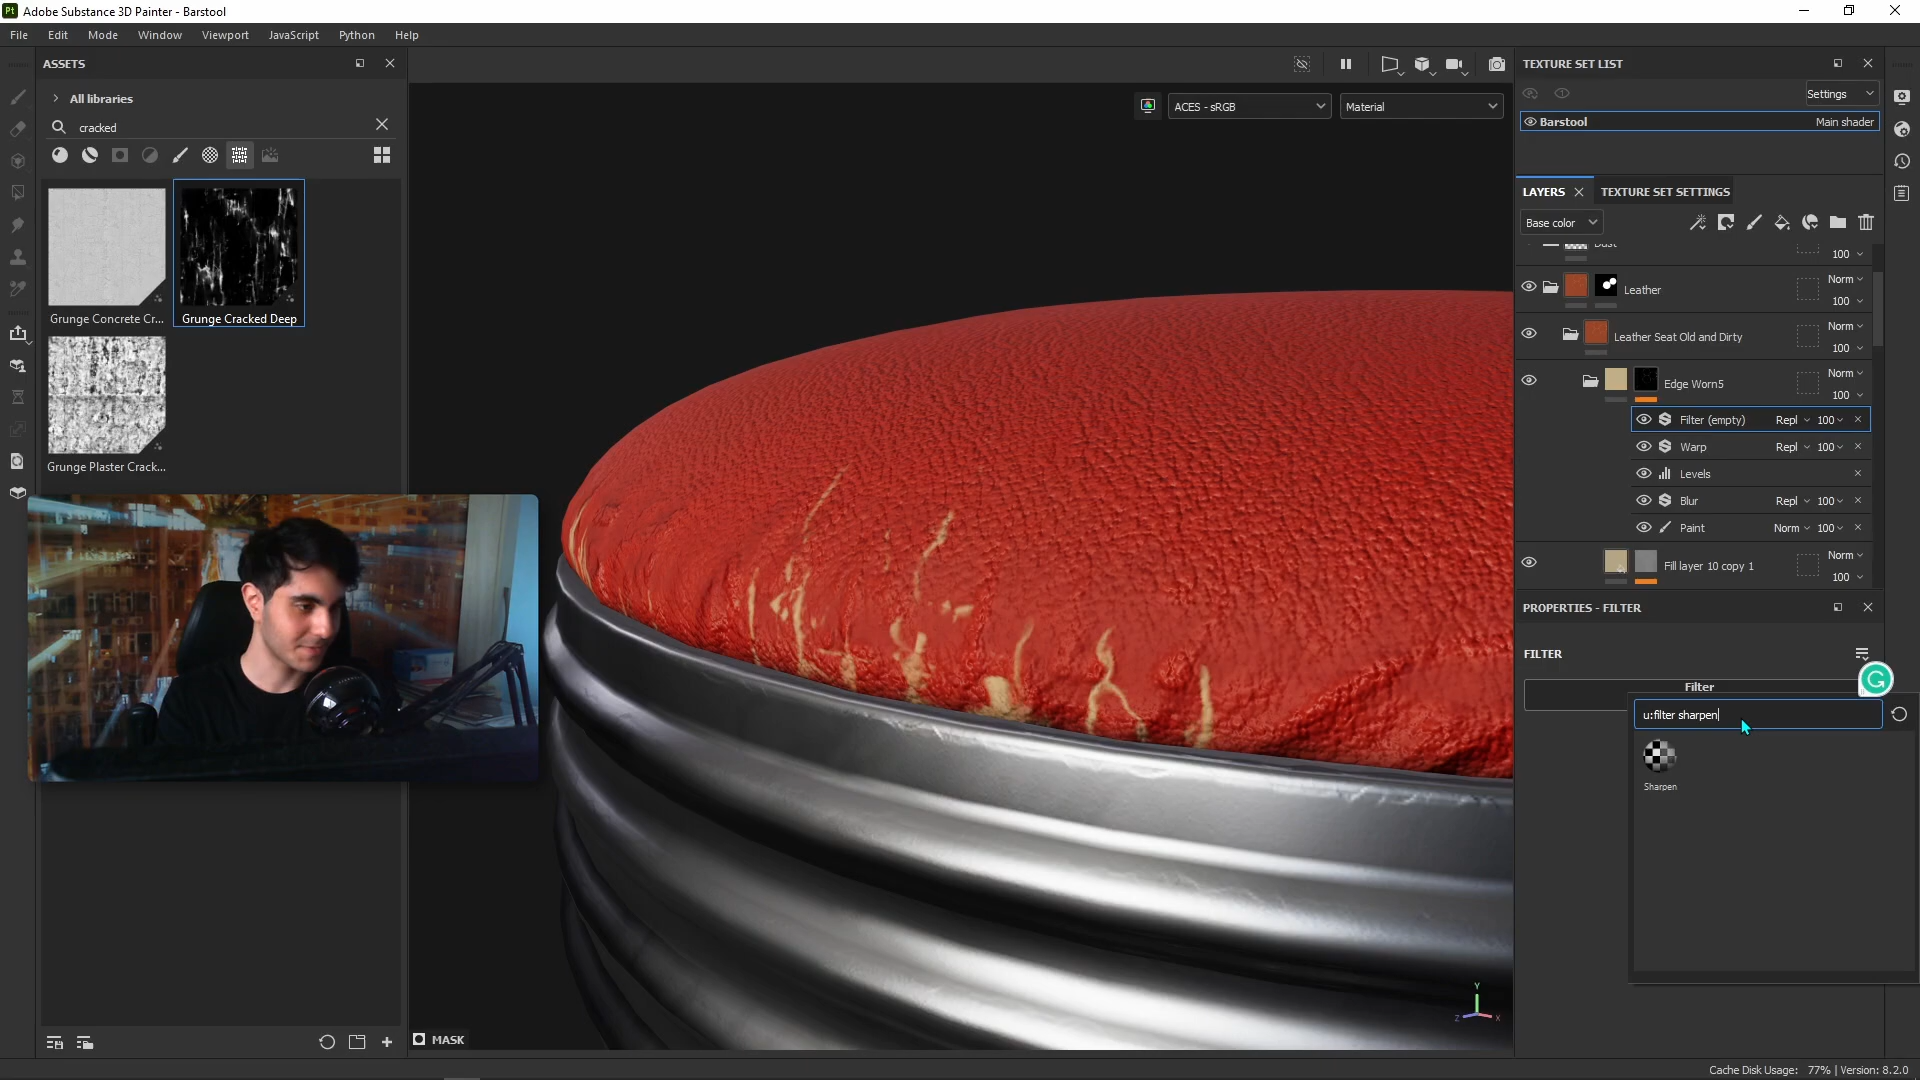 Adobe Substance 3D Painter - Barstool
File Edit Mode Window Viewport JavaScript Python Help
ASSETS
All libraries
cracked
Grunge Concrete Cr...
Grunge Cracked Deep
Grunge Plaster Crack...
ACES - sRGB
Material
MASK
Y
Z
X
TEXTURE SET LIST
Settings
Barstool Main shader
LAYERS TEXTURE SET SETTINGS
Base color
Dust
100
Leather Norm
100
Leather Seat Old and Dirty Norm
100
Edge Worn5 Norm
100
Filter (empty) Repl 100
Warp Repl 100
Levels
Blur Repl 100
Paint Norm 100
Fill layer 10 copy 1 Norm
100
PROPERTIES - FILTER
FILTER
Filter
u:filter sharpen
Sharpen
Cache Disk Usage: 77% | Version: 8.2.0